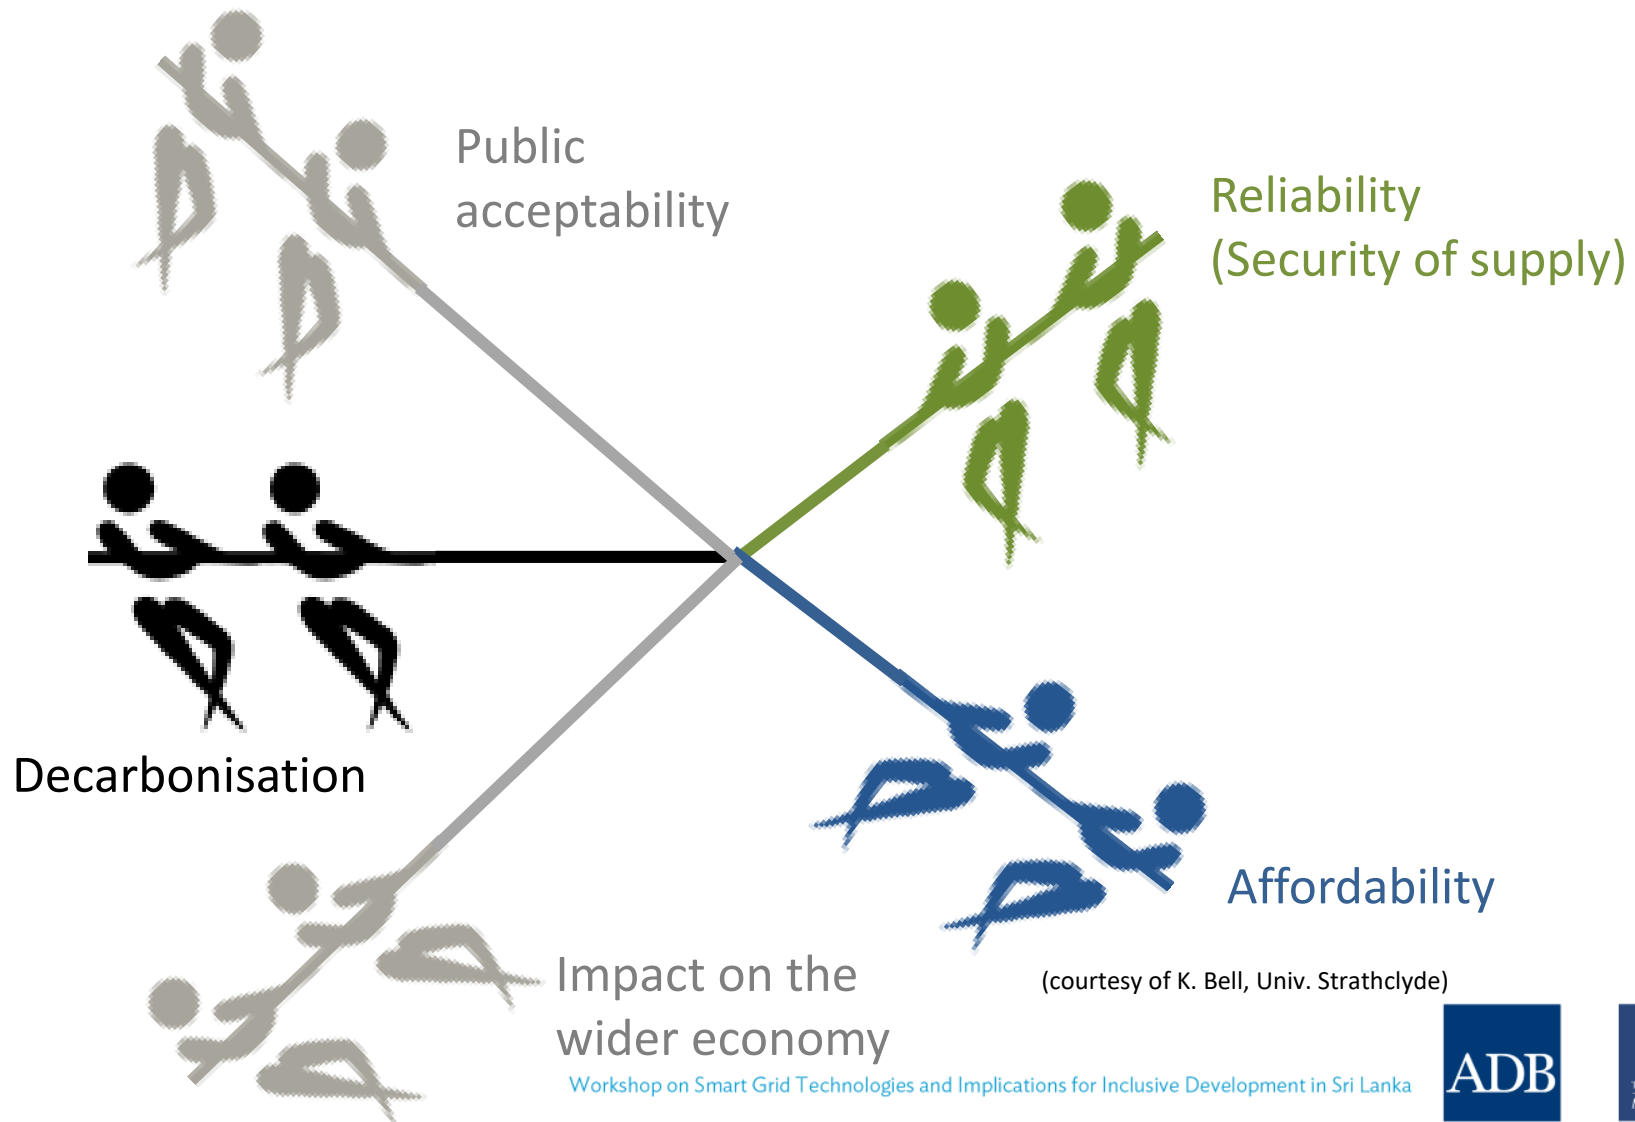 Public
acceptability
Reliability
(Security of supply)
Decarbonisation
Affordability
Impact on the
wider economy
(courtesy of K. Bell, Univ. Strathclyde)
Workshop on Smart Grid Technologies and Implications for Inclusive Development in Sri Lanka
ADB